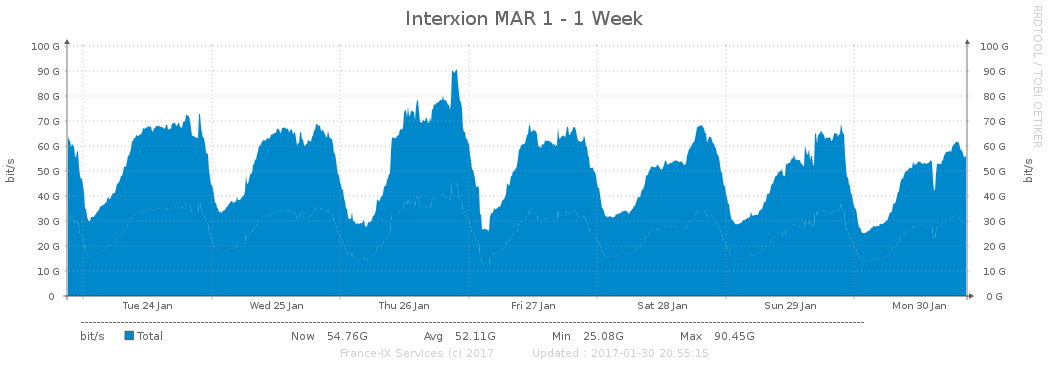 Interxion MAR 1 - 1 Week
RRDTOOL / TOBI OETIKER
bit/s
100 G 100 G
90 G 90 G
80 G 80 G
70 G 70 G
60 G 60 G
50 G 50 G
40 G 40 G
30 G 30 G
20 G 20 G
10 G 10 G
0 0 G
bit/s
Tue 24 Jan Wed 25 Jan Thu 26 Jan Fri 27 Jan Sat 28 Jan Sun 29 Jan Mon 30 Jan
bit/s Total Now 54.76G Avg 52.11G Min 25.08G Max 90.45G
France-IX Services (c) 2017 Updated : 2017-01-30 20:55:15